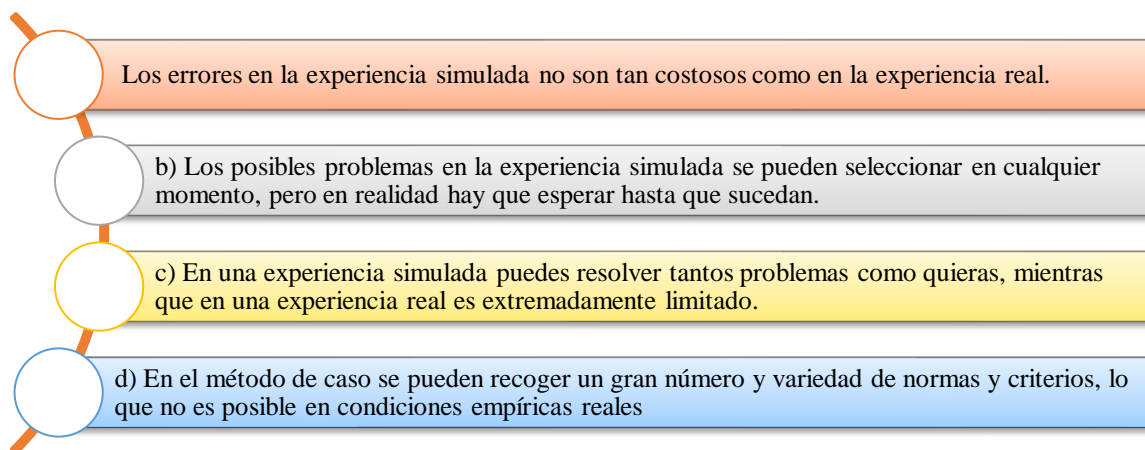 Los errores en la experiencia simulada no son tan costosos como en la experiencia real.
b) Los posibles problemas en la experiencia simulada se pueden seleccionar en cualquier
momento, pero en realidad hay que esperar hasta que sucedan.
c) En una experiencia simulada puedes resolver tantos problemas como quieras, mientras
que en una experiencia real es extremadamente limitado.
d) En el método de caso se pueden recoger un gran número y variedad de normas y criterios, lo
que no es posible en condiciones empíricas reales